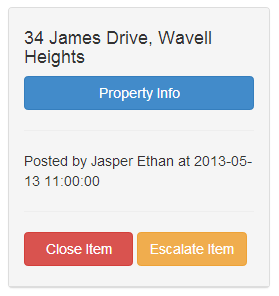 34 James Drive, Wavell
Heights
Property Info
Posted by Jasper Ethan at 2013-05-
13 11:00:00
Close Item
Escalate Item